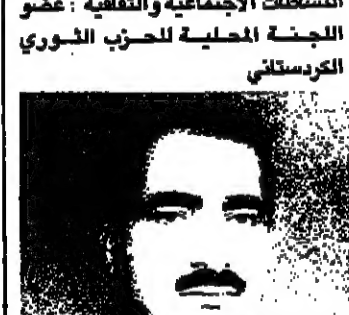 النشاطات الاجتماعية والثقافية : عضو
اللجنة المحلية للحزب الثوري
الكردستاني